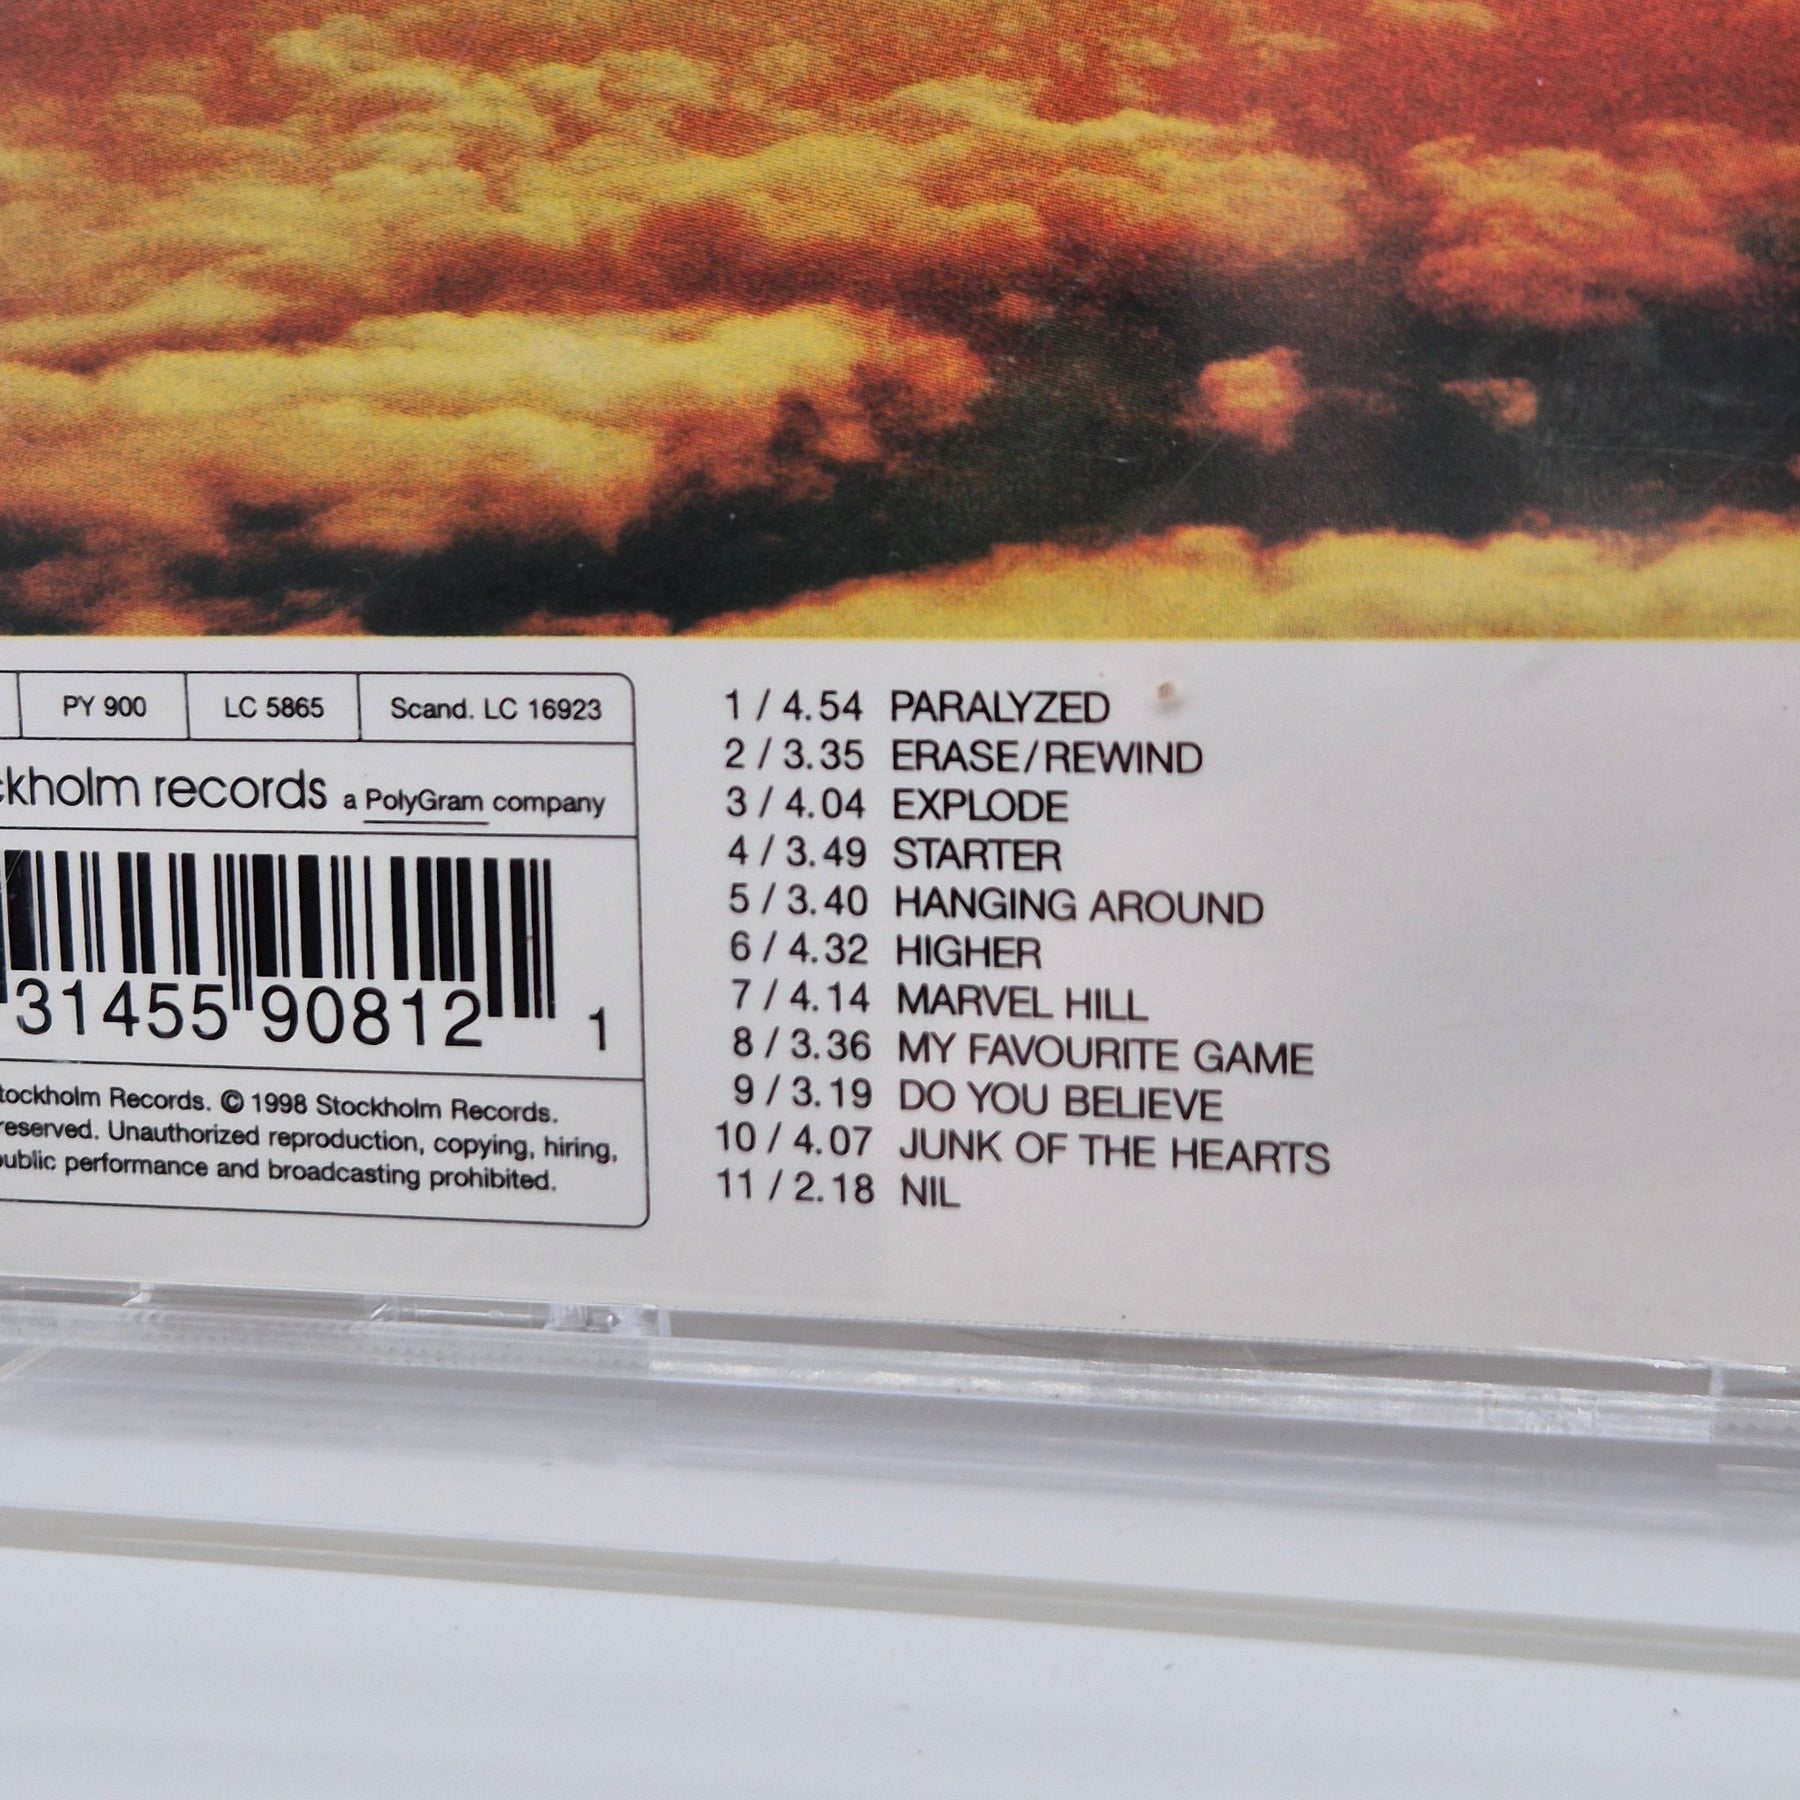 PY 900 LC 5865 Scand. LC 16923
records a PolyGram company
31455 90812 1
Records. © 1998 Stockholm Records.
Unauthorized reproduction, copying, hiring,
performance and broadcasting prohibited.
1 / 4.54 PARALYZED
2 / 3.35 ERASE/REWIND
3 / 4.04 EXPLODE
4 / 3.49 STARTER
5 / 3.40 HANGING AROUND
6 / 4.32 HIGHER
7 / 4.14 MARVEL HILL
8 / 3.36 MY FAVOURITE GAME
9 / 3.19 DO YOU BELIEVE
10 / 4.07 JUNK OF THE HEARTS
11 / 2.18 NIL